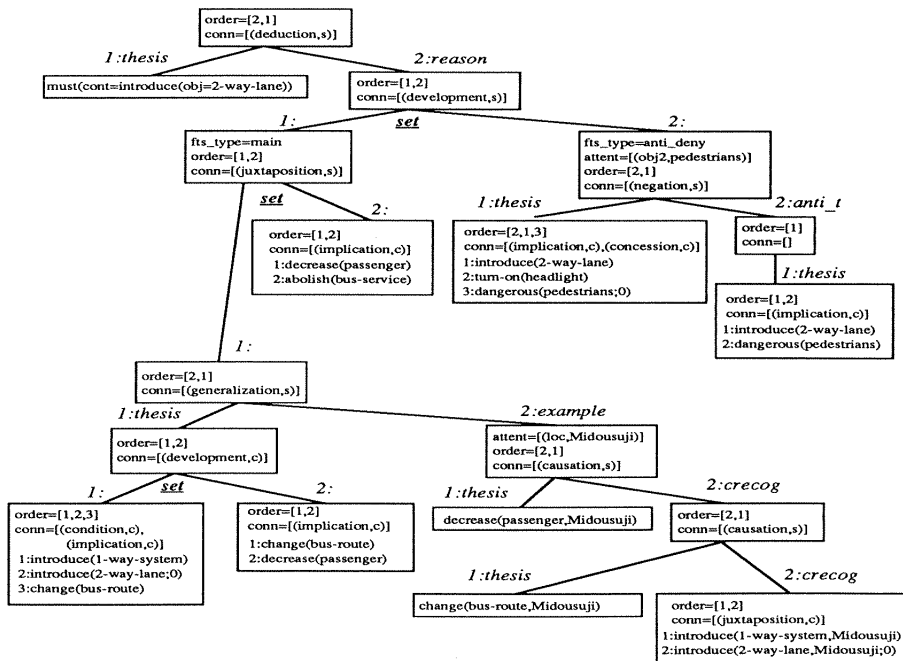 order=[2,1]
conn=[(deduction,s)]
1:thesis
2:reason
must(cont=introduce(obj=2-way-lane))
order=[1,2]
conn=[(development,s)]
1:
set
2:
fts_type=main
order=[1,2]
conn=[(juxtaposition,s)]
fts_type=anti_deny
attent=[(obj2,pedestrians)]
order=[2,1]
conn=[(negation,s)]
set
2:
order=[1,2]
conn=[(implication,c)]
1:decrease(passenger)
2:abolish(bus-service)
1:thesis
2:anti_t
order=[2,1,3]
conn=[(implication,c),(concession,c)]
1:introduce(2-way-lane)
2:turn-on(headlight)
3:dangerous(pedestrians;0)
order=[1]
conn=[]
1:thesis
order=[1,2]
conn=[(implication,c)]
1:introduce(2-way-lane)
2:dangerous(pedestrians)
1:
order=[2,1]
conn=[(generalization,s)]
1:thesis
2:example
order=[1,2]
conn=[(development,c)]
attent=[(loc,Midousuji)]
order=[2,1]
conn=[(causation,s)]
1:
set
2:
order=[1,2,3]
conn=[(condition,c),
(implication,c)]
1:introduce(1-way-system)
2:introduce(2-way-lane;0)
3:change(bus-route)
order=[1,2]
conn=[(implication,c)]
1:change(bus-route)
2:decrease(passenger)
1:thesis
2:crecog
decrease(passenger,Midousuji)
order=[2,1]
conn=[(causation,s)]
1:thesis
2:crecog
change(bus-route,Midousuji)
order=[1,2]
conn=[(juxtaposition,c)]
1:introduce(1-way-system,Midousuji)
2:introduce(2-way-lane,Midousuji;0)